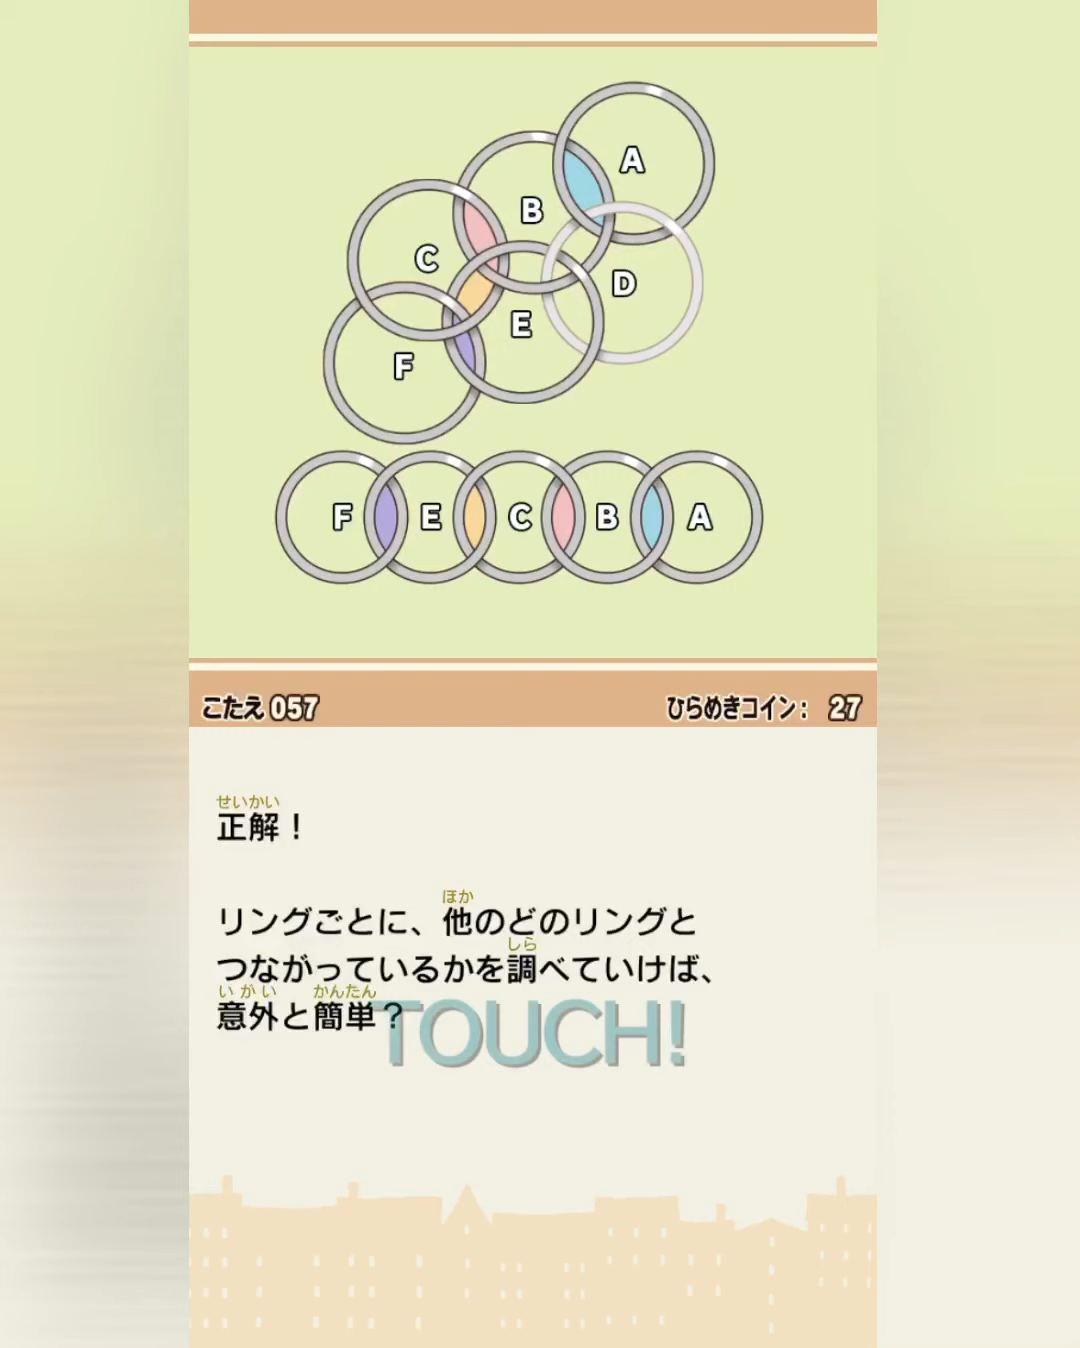 A
B
C
D
E
F
F E C B A
こたえ 057 ひらめきコイン: 27
せいかい
正解！
ほか
リングごとに、他のどのリングと
しら
つながっているかを調べていけば、
いがい かんたん
意外と簡単？
TOUCH!